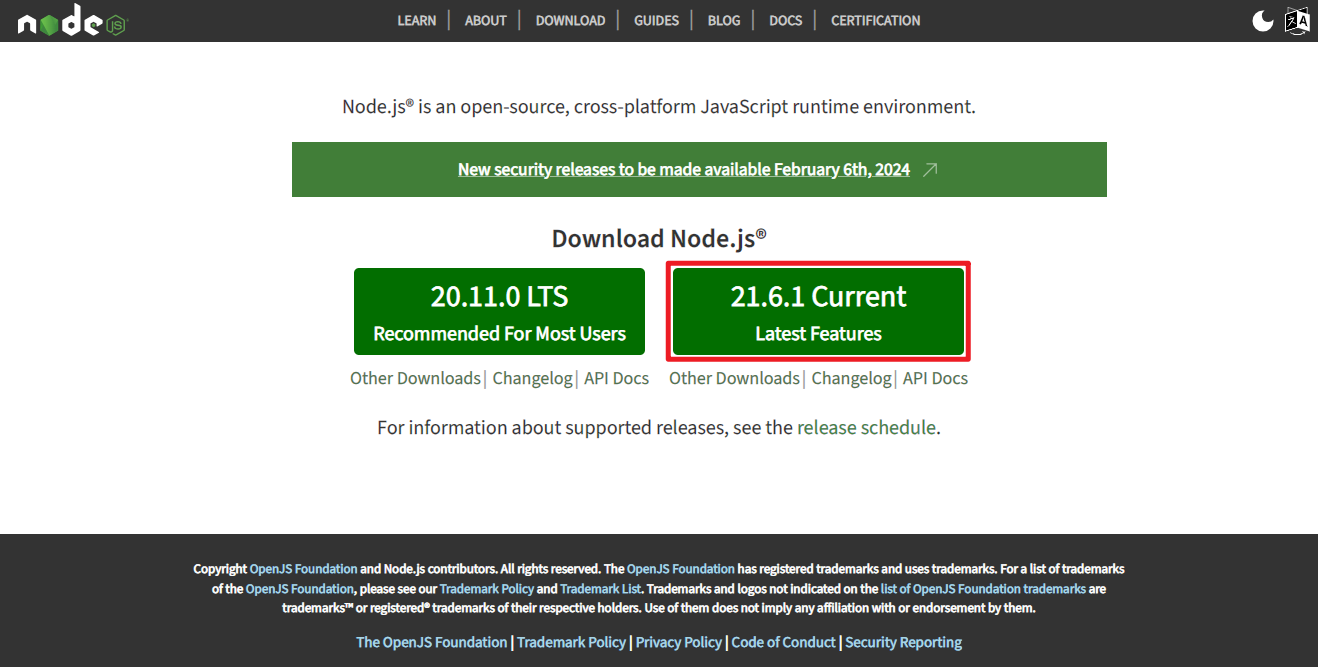 node JS
LEARN | ABOUT | DOWNLOAD | GUIDES | BLOG | DOCS | CERTIFICATION
Node.js® is an open-source, cross-platform JavaScript runtime environment.
New security releases to be made available February 6th, 2024
Download Node.js®
20.11.0 LTS
Recommended For Most Users
21.6.1 Current
Latest Features
Other Downloads| Changelog| API Docs
Other Downloads| Changelog| API Docs
For information about supported releases, see the release schedule.
Copyright OpenJS Foundation and Node.js contributors. All rights reserved. The OpenJS Foundation has registered trademarks and uses trademarks. For a list of trademarks
of the OpenJS Foundation, please see our Trademark Policy and Trademark List. Trademarks and logos not indicated on the list of OpenJS Foundation trademarks are
trademarks™ or registered® trademarks of their respective holders. Use of them does not imply any affiliation with or endorsement by them.
The OpenJS Foundation | Trademark Policy | Privacy Policy | Code of Conduct | Security Reporting